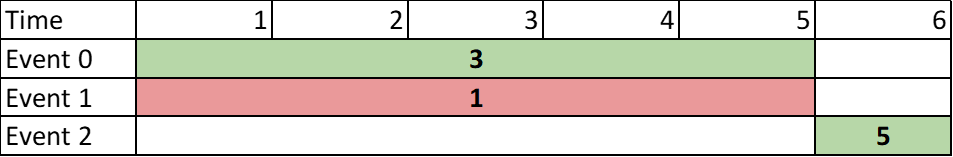 Time 1 2 3 4 5 6
Event 0 3
Event 1 1
Event 2 5